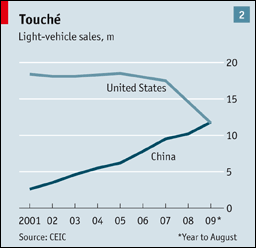 Touché
2
Light-vehicle sales, m
20
United States
15
10
China
5
0
2001 02 03 04 05 06 07 08 09*
Source: CEIC *Year to August